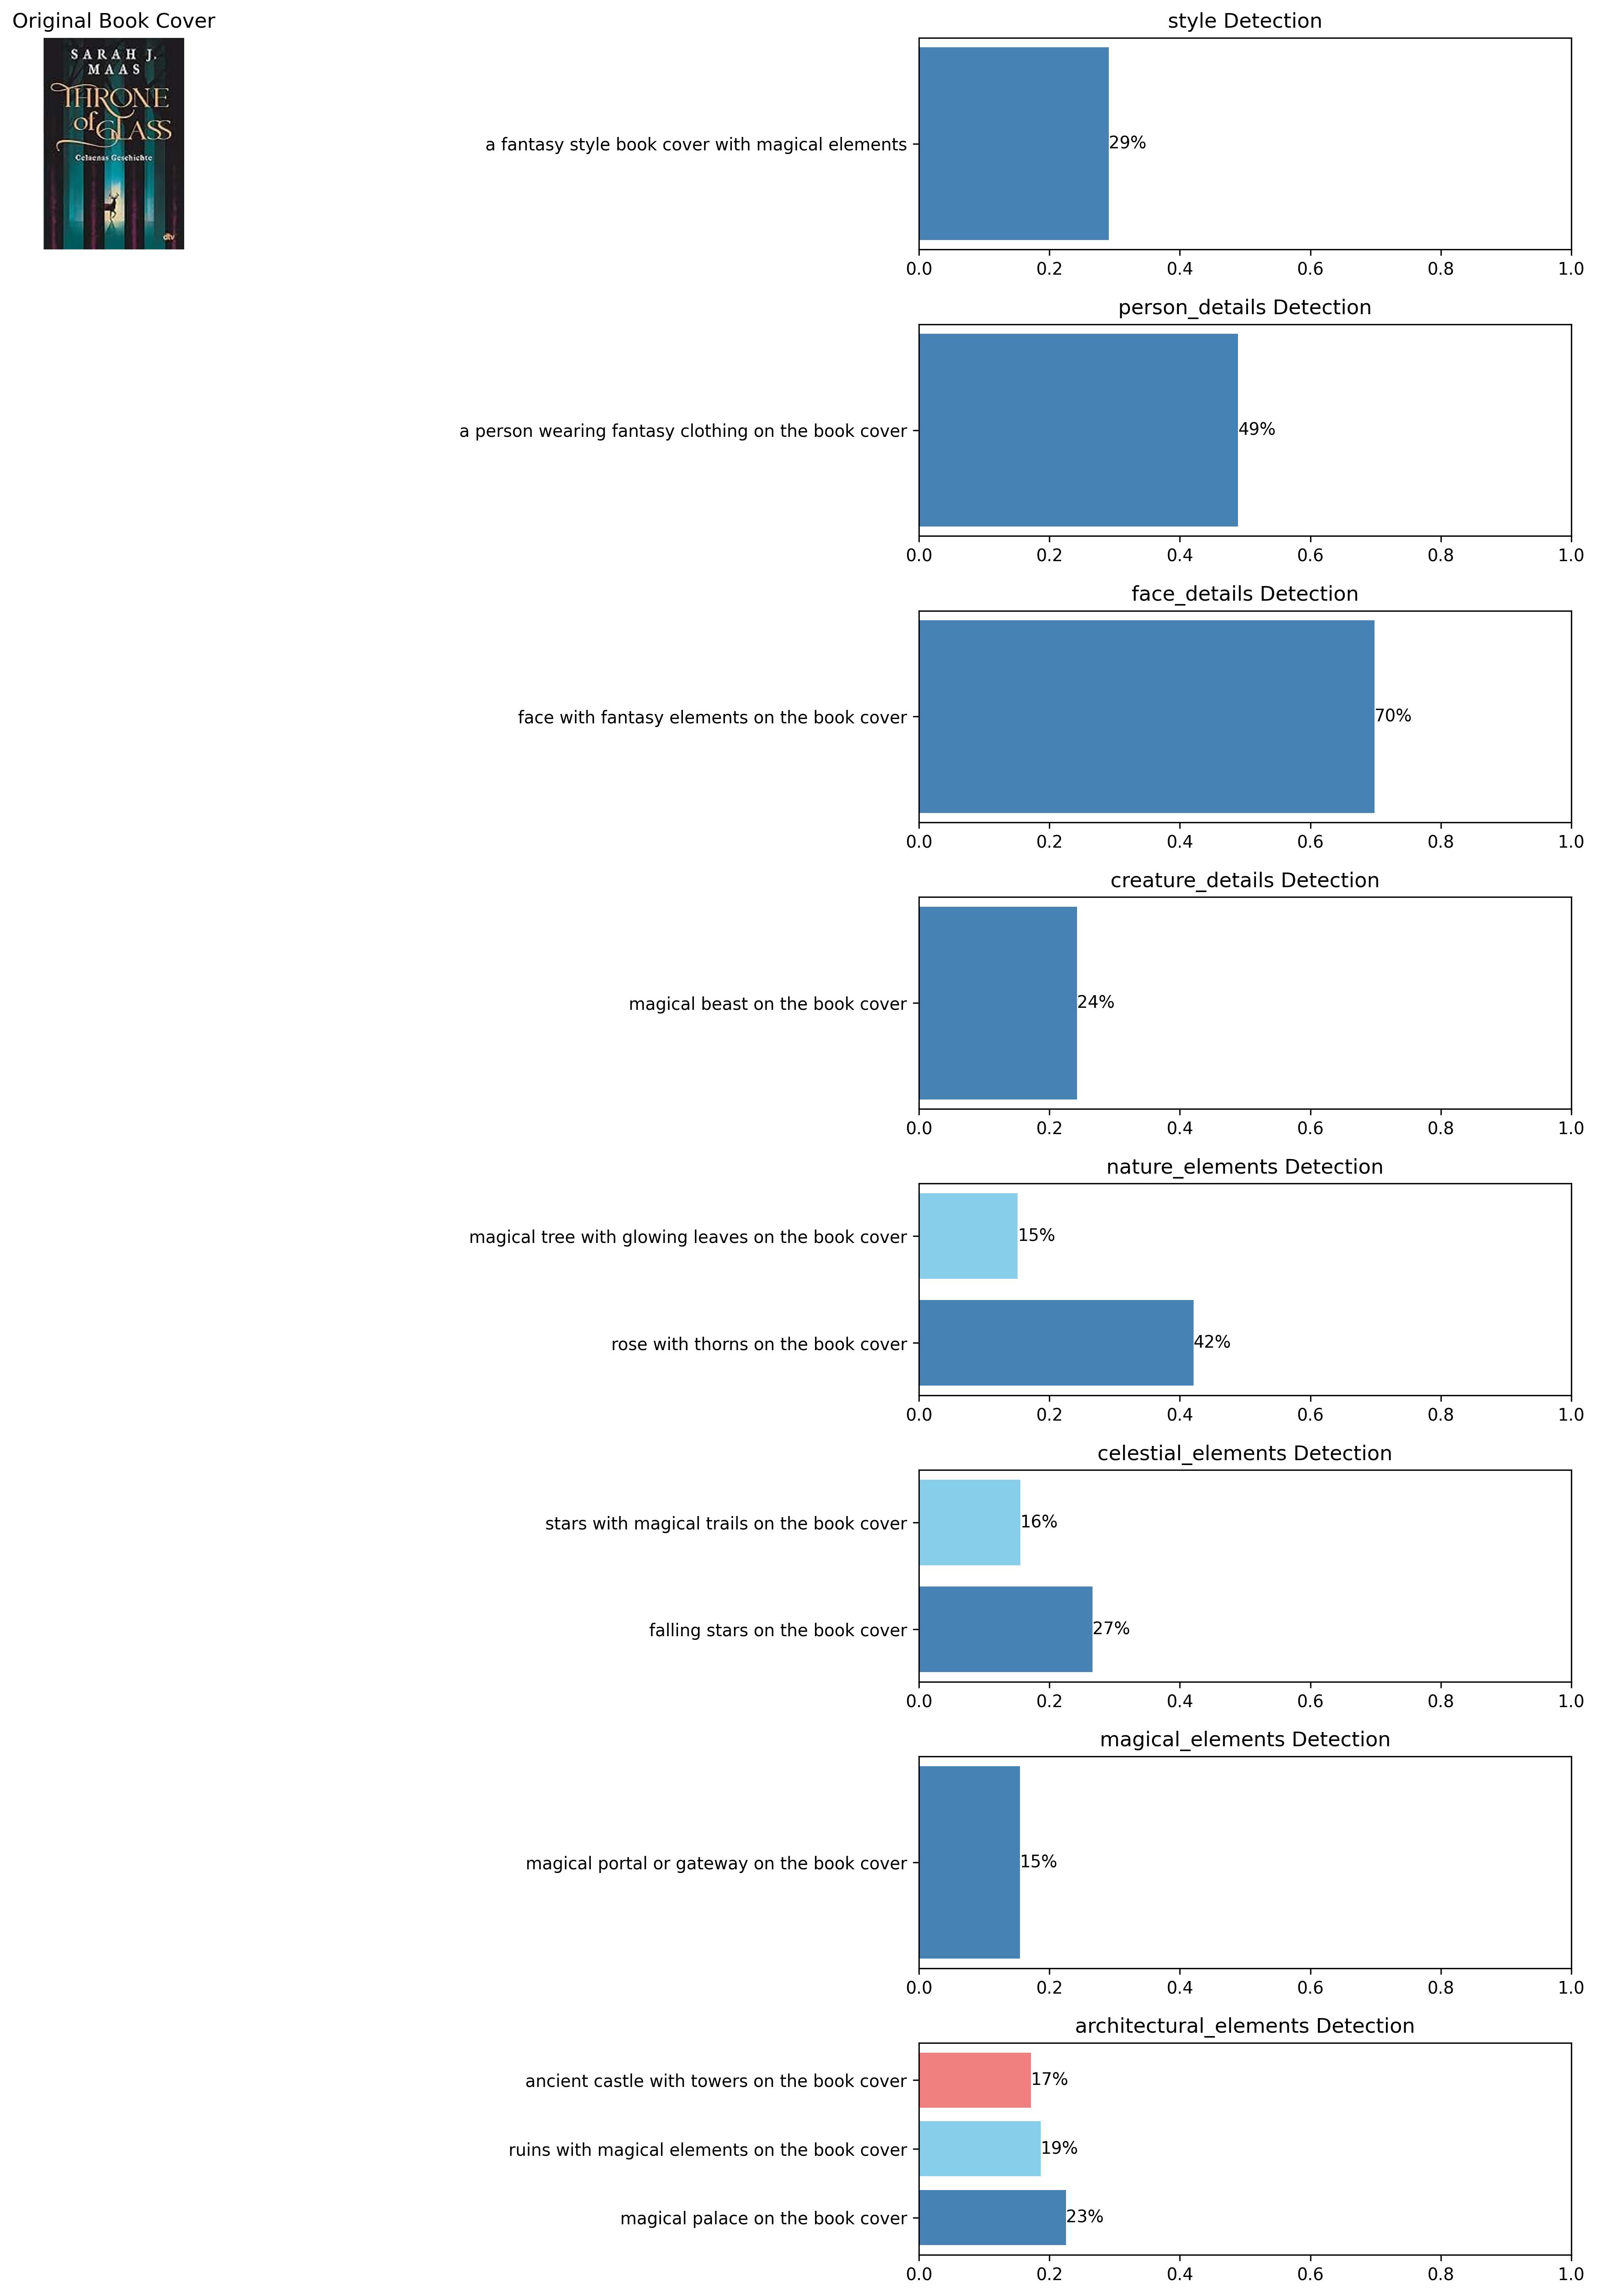 Original Book Cover
SARAH J.
MAAS
THRONE
of GLASS
Celaenas Geschichte
dtv
style Detection
a fantasy style book cover with magical elements
29%
0.0 0.2 0.4 0.6 0.8 1.0
person_details Detection
a person wearing fantasy clothing on the book cover
49%
0.0 0.2 0.4 0.6 0.8 1.0
face_details Detection
face with fantasy elements on the book cover
70%
0.0 0.2 0.4 0.6 0.8 1.0
creature_details Detection
magical beast on the book cover
24%
0.0 0.2 0.4 0.6 0.8 1.0
nature_elements Detection
magical tree with glowing leaves on the book cover
15%
rose with thorns on the book cover
42%
0.0 0.2 0.4 0.6 0.8 1.0
celestial_elements Detection
stars with magical trails on the book cover
16%
falling stars on the book cover
27%
0.0 0.2 0.4 0.6 0.8 1.0
magical_elements Detection
magical portal or gateway on the book cover
15%
0.0 0.2 0.4 0.6 0.8 1.0
architectural_elements Detection
ancient castle with towers on the book cover
17%
ruins with magical elements on the book cover
19%
magical palace on the book cover
23%
0.0 0.2 0.4 0.6 0.8 1.0